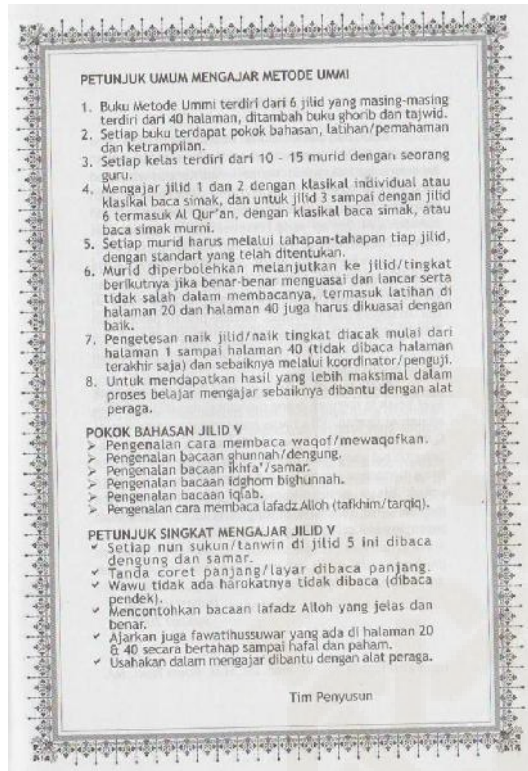 PETUNJUK UMUM MENGAJAR METODE UMMI
1. Buku Metode Ummi terdiri dari 6 jilid yang masing-masing
terdiri dari 40 halaman, ditambah buku ghorib dan tajwid.
2. Setiap buku terdapat pokok bahasan, latihan/pemahaman
dan ketrampilan.
3. Setiap kelas terdiri dari 10 - 15 murid dengan seorang
guru.
4. Mengajar jilid 1 dan 2 dengan klasikal individual atau
klasikal baca simak, dan untuk jilid 3 sampai dengan jilid
6 termasuk Al Qur'an, dengan klasikal baca simak, atau
baca simak murni.
5. Setiap murid harus melalui tahapan-tahapan tiap jilid,
dengan standart yang telah ditentukan.
6. Murid diperbolehkan melanjutkan ke jilid/tingkat
berikutnya jika benar-benar menguasai dan lancar serta
tidak salah dalam membacanya, termasuk latihan di
halaman 20 dan halaman 40 juga harus dikuasai dengan
baik.
7. Pengetesan naik jilid/naik tingkat diacak mulai dari
halaman 1 sampai halaman 40 (tidak dibaca halaman
terakhir saja) dan sebaiknya melalui koordinator/penguji.
8. Untuk mendapatkan hasil yang lebih maksimal dalam
proses belajar mengajar sebaiknya dibantu dengan alat
peraga.
POKOK BAHASAN JILID V
➢ Pengenalan cara membaca waqof/mewaqofkan.
➢ Pengenalan bacaan ghunnah/dengung.
➢ Pengenalan bacaan ikhfa'/samar.
➢ Pengenalan bacaan idghom bighunnah.
➢ Pengenalan bacaan iqlab.
➢ Pengenalan cara membaca lafadz Alloh (tafkhim/tarqiq).
PETUNJUK SINGKAT MENGAJAR JILID V
✓ Setiap nun sukun/tanwin di jilid 5 ini dibaca
dengung dan samar.
✓ Tanda coret panjang/layar dibaca panjang.
✓ Wawu tidak ada harokatnya tidak dibaca (dibaca
pendek).
✓ Mencontohkan bacaan lafadz Alloh yang jelas dan
benar.
✓ Ajarkan juga fawatihussuwar yang ada di halaman 20
& 40 secara bertahap sampai hafal dan paham.
✓ Usahakan dalam mengajar dibantu dengan alat peraga.
Tim Penyusun